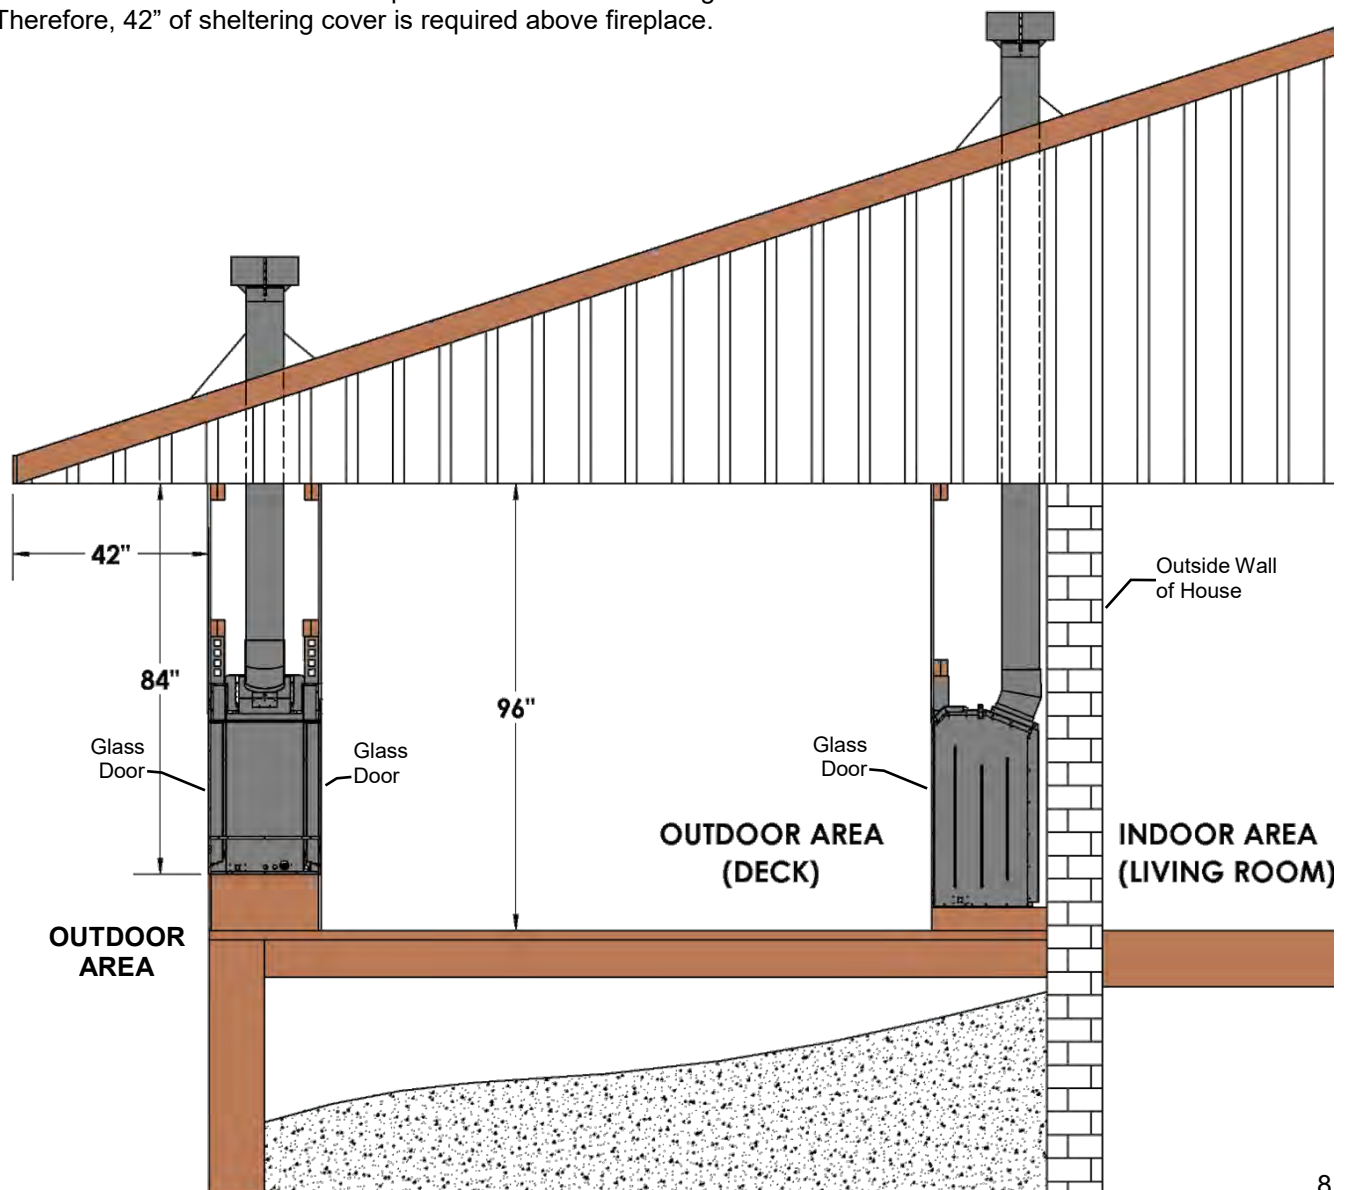 Therefore, 42” of sheltering cover is required above fireplace.
42"
84"
96"
Outside Wall
of House
Glass
Door
Glass
Door
Glass
Door
OUTDOOR AREA
(DECK)
INDOOR AREA
(LIVING ROOM)
OUTDOOR
AREA
8